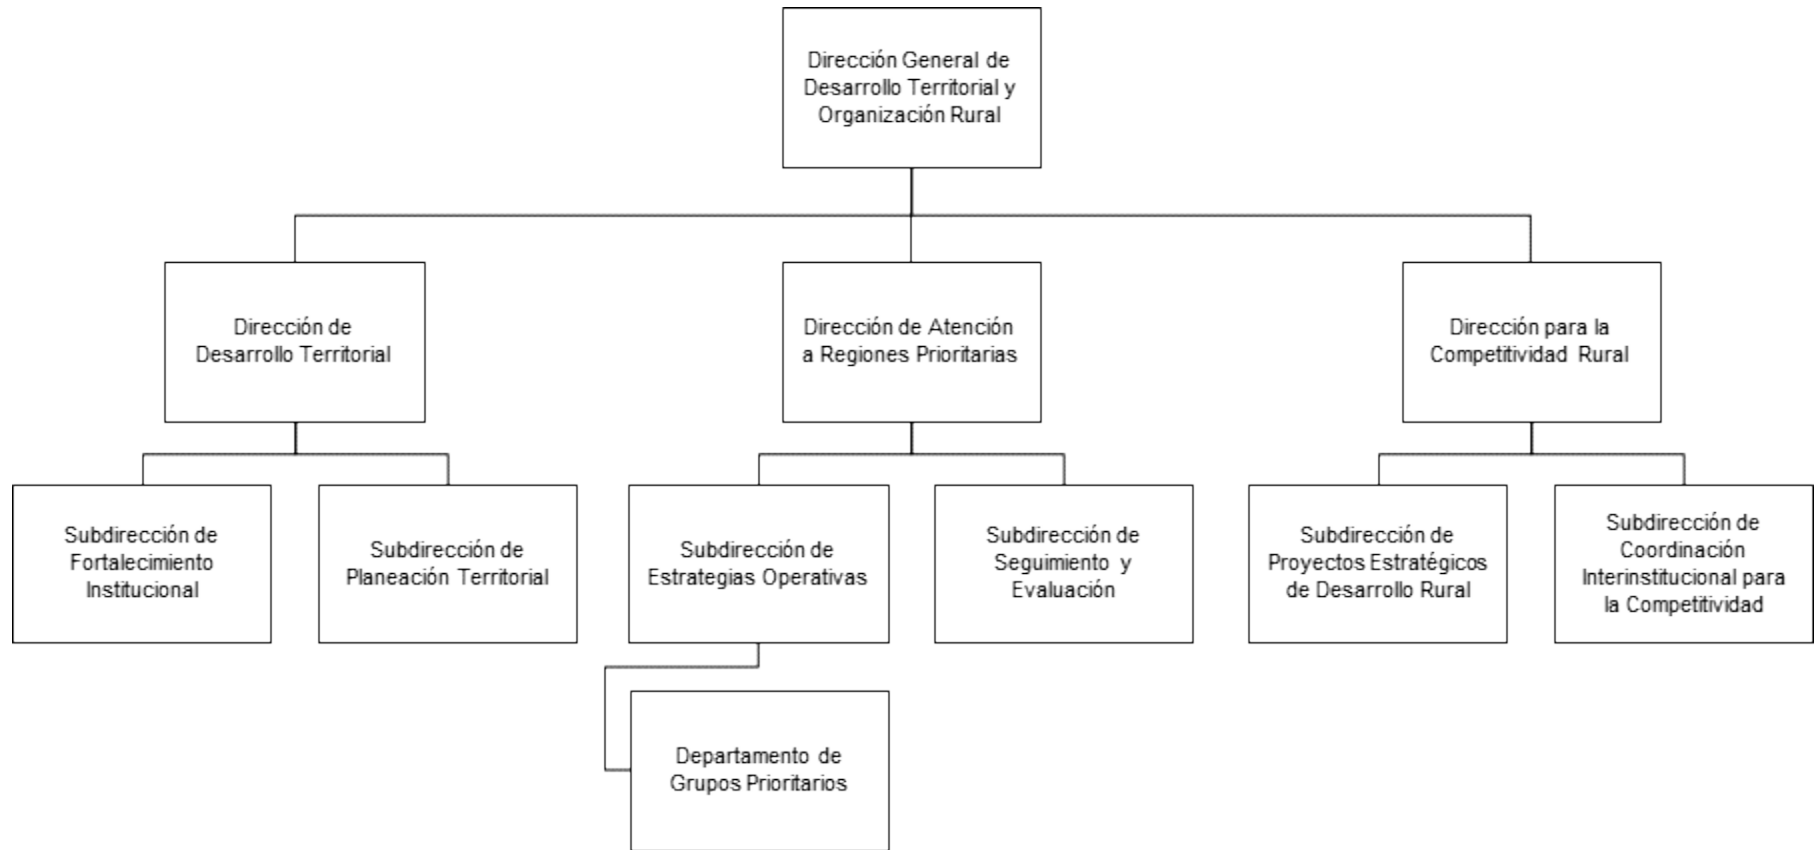 Dirección General de
Desarrollo Territorial y
Organización Rural
Dirección de
Desarrollo Territorial
Dirección de Atención
a Regiones Prioritarias
Dirección para la
Competitividad Rural
Subdirección de
Fortalecimiento
Institucional
Subdirección de
Planeación Territorial
Subdirección de
Estrategias Operativas
Subdirección de
Seguimiento y
Evaluación
Subdirección de
Proyectos Estratégicos
de Desarrollo Rural
Subdirección de
Coordinación
Interinstitucional para
la Competitividad
Departamento de
Grupos Prioritarios